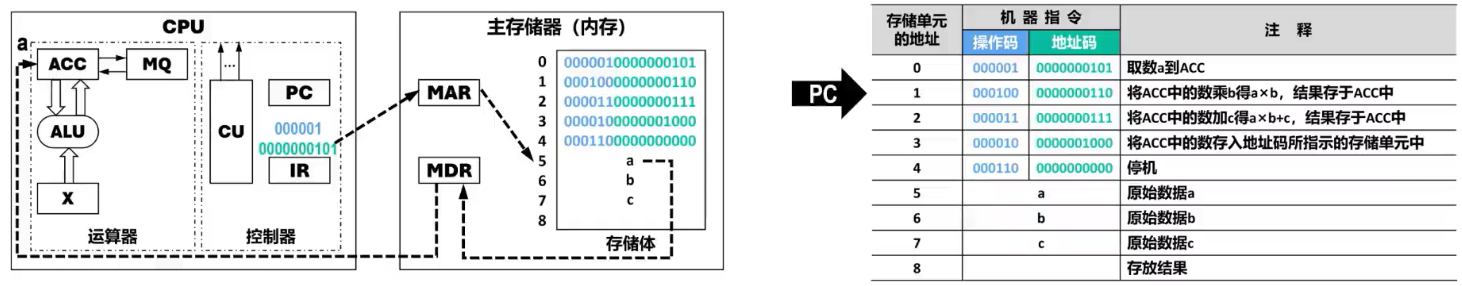 CPU
a
ACC
MQ
ALU
X
运算器
...
PC
CU
000001
0000000101
IR
控制器
主存储器（内存）
MAR
MDR
0 0000010000000101
1 0001000000000110
2 0000110000000111
3 0000100000001000
4 0001100000000000
5 a
6 b
7 c
8
存储体
PC
存储单元的地址 机器指令 注释
操作码 地址码
0 000001 0000000101 取数a到ACC
1 000100 0000000110 将ACC中的数乘b得a×b，结果存于ACC中
2 000011 0000000111 将ACC中的数加c得a×b+c，结果存于ACC中
3 000010 0000001000 将ACC中的数存入地址码所指示的存储单元中
4 000110 0000000000 停机
5 a 原始数据a
6 b 原始数据b
7 c 原始数据c
8 存放结果